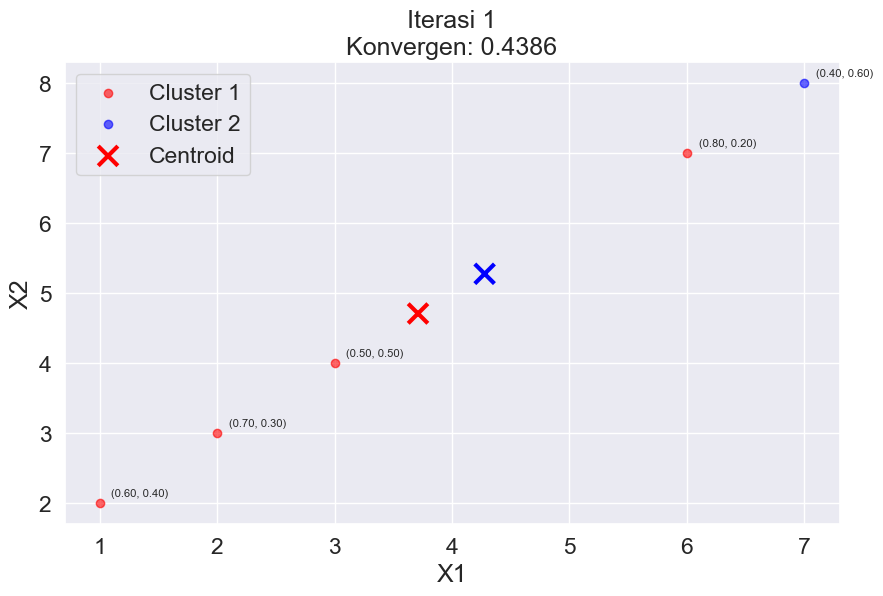 Iterasi 1
Konvergen: 0.4386
Cluster 1
Cluster 2
Centroid
(0.40, 0.60)
(0.80, 0.20)
(0.50, 0.50)
(0.70, 0.30)
(0.60, 0.40)
8
7
6
5
4
3
2
X2
1 2 3 4 5 6 7
X1